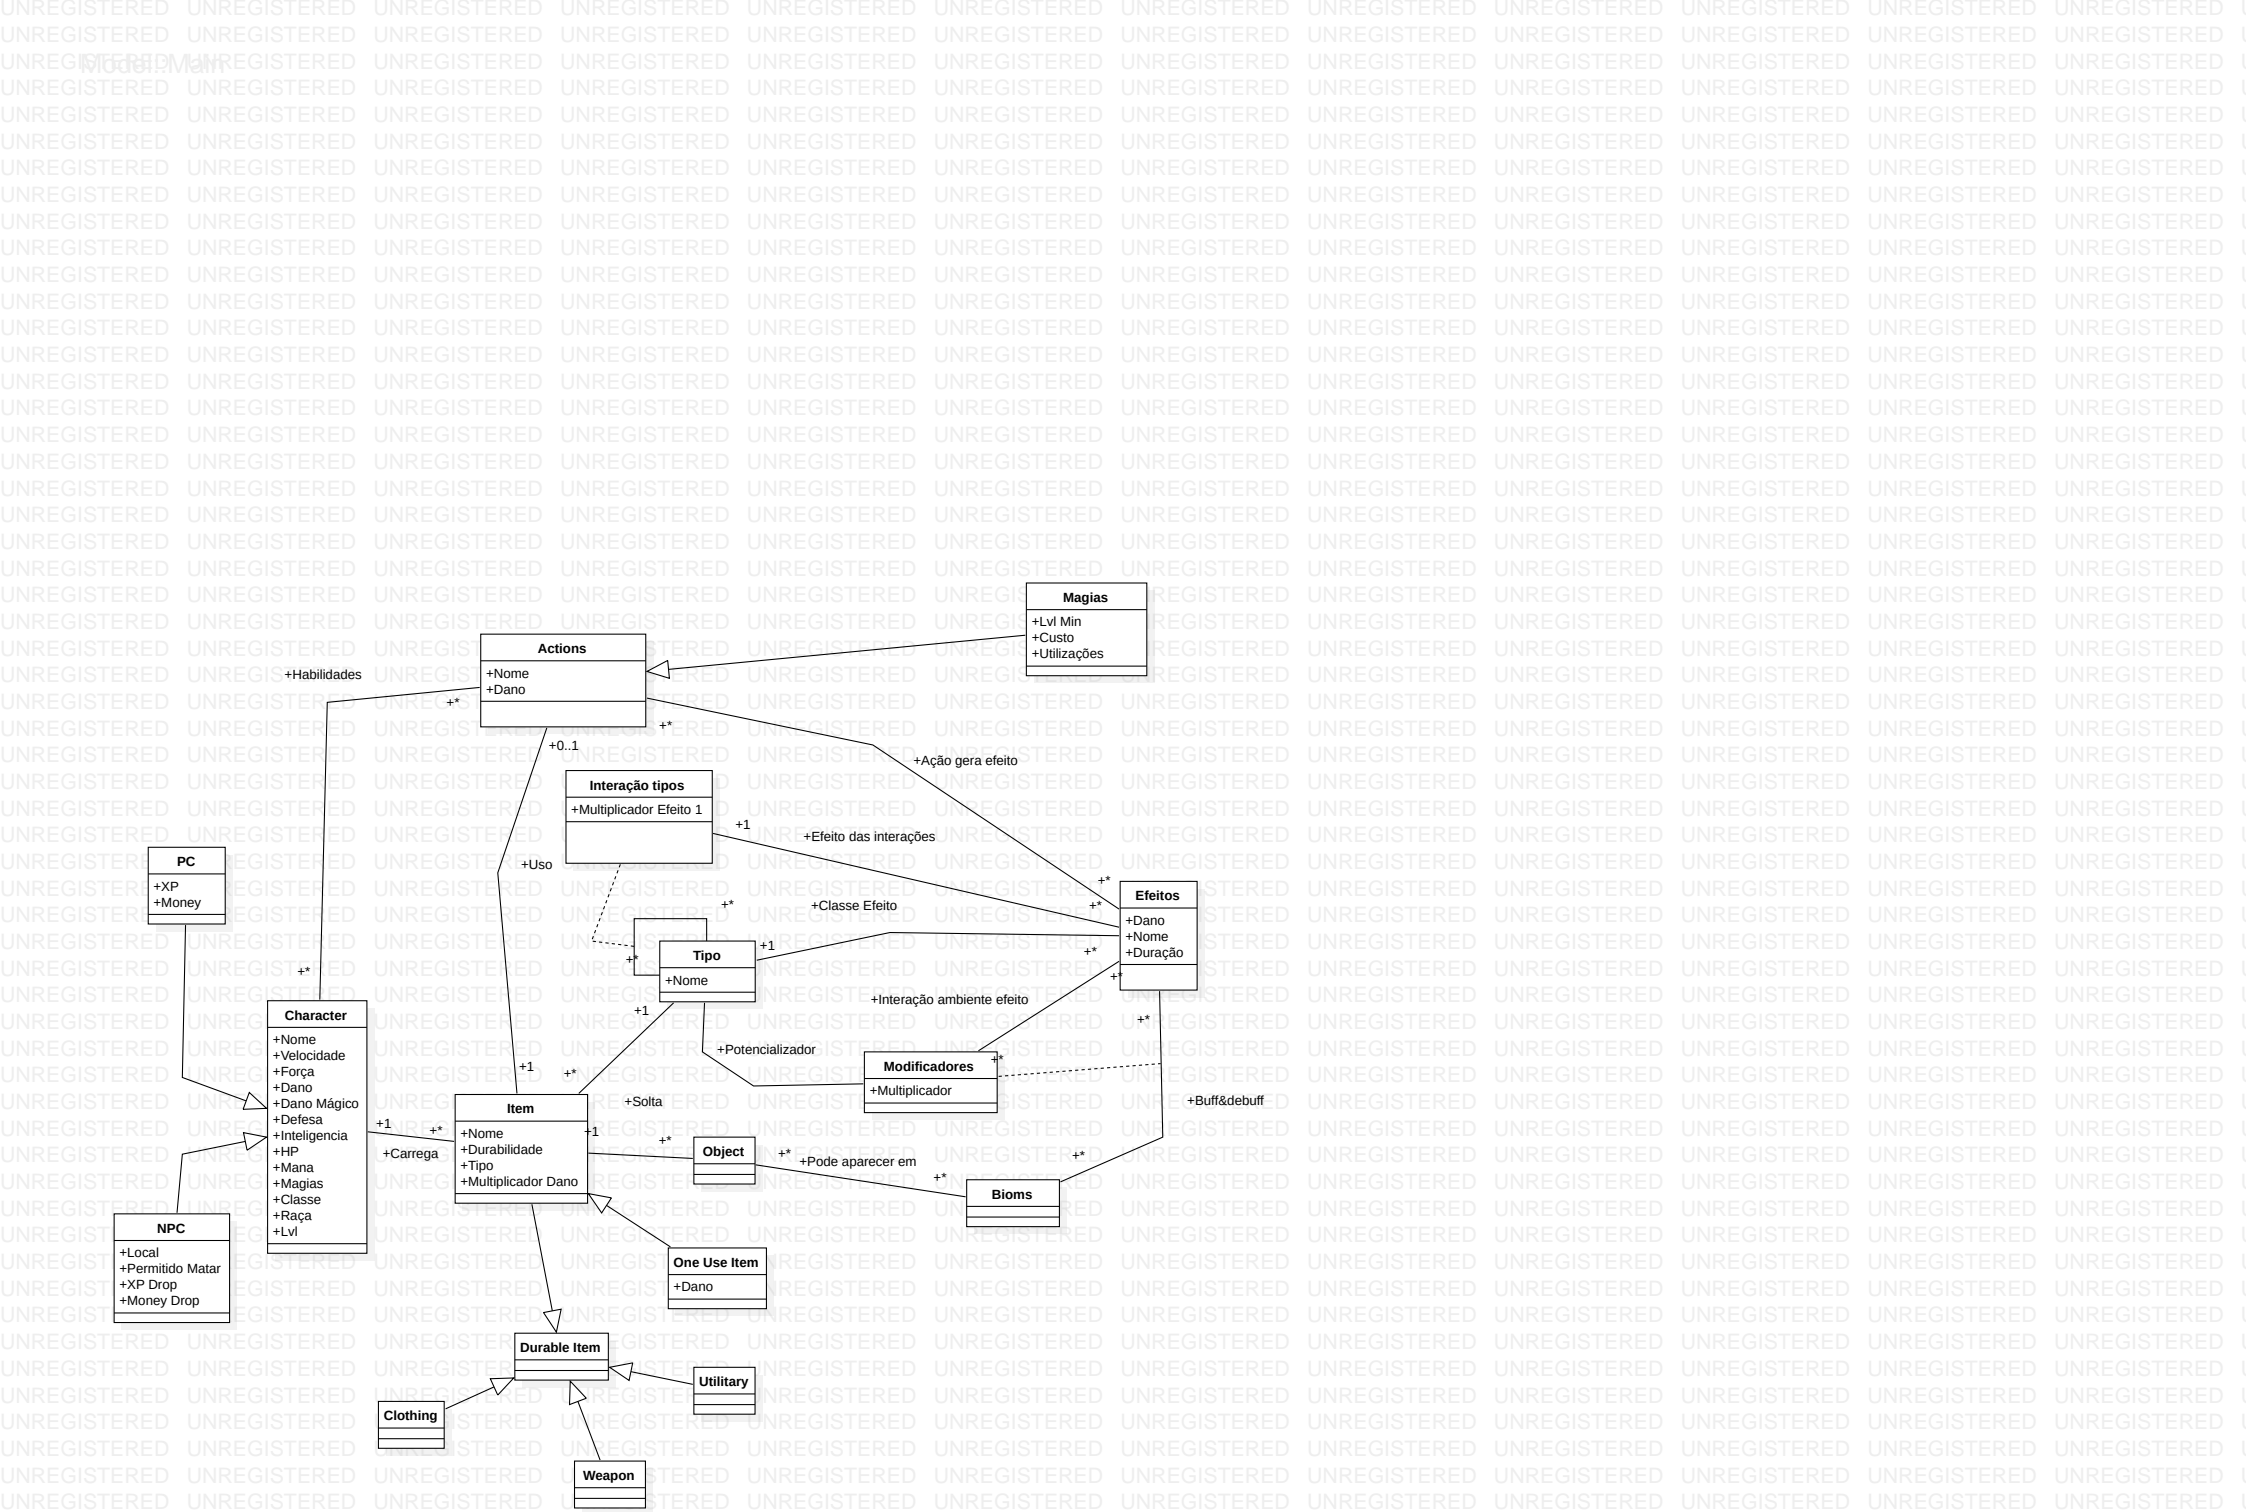 Model::Main
Magias
+Lvl Min
+Custo
+Utilizações
Actions
+Nome
+Dano
+Habilidades
+*
+*
+0..1
+Ação gera efeito
Interação tipos
+Multiplicador Efeito 1
+1
+Efeito das interações
+Uso
PC
+XP
+Money
+*
Efeitos
+Dano
+Nome
+Duração
+*
+*
+Classe Efeito
+*
+1
+*
+*
Tipo
+Nome
+*
+*
+Interação ambiente efeito
+1
+*
Character
+Nome
+Velocidade
+Força
+Dano
+Dano Mágico
+Defesa
+Inteligencia
+HP
+Mana
+Magias
+Classe
+Raça
+Lvl
+Potencializador
Modificadores
+*
+Multiplicador
+1
+*
+Solta
+Buff&debuff
Item
+Nome
+Durabilidade
+Tipo
+Multiplicador Dano
+1
+*
+Carrega
+1
+*
Object
+*
+Pode aparecer em
+*
+*
Bioms
NPC
+Local
+Permitido Matar
+XP Drop
+Money Drop
One Use Item
+Dano
Durable Item
Utilitary
Clothing
Weapon
UNREGISTERED